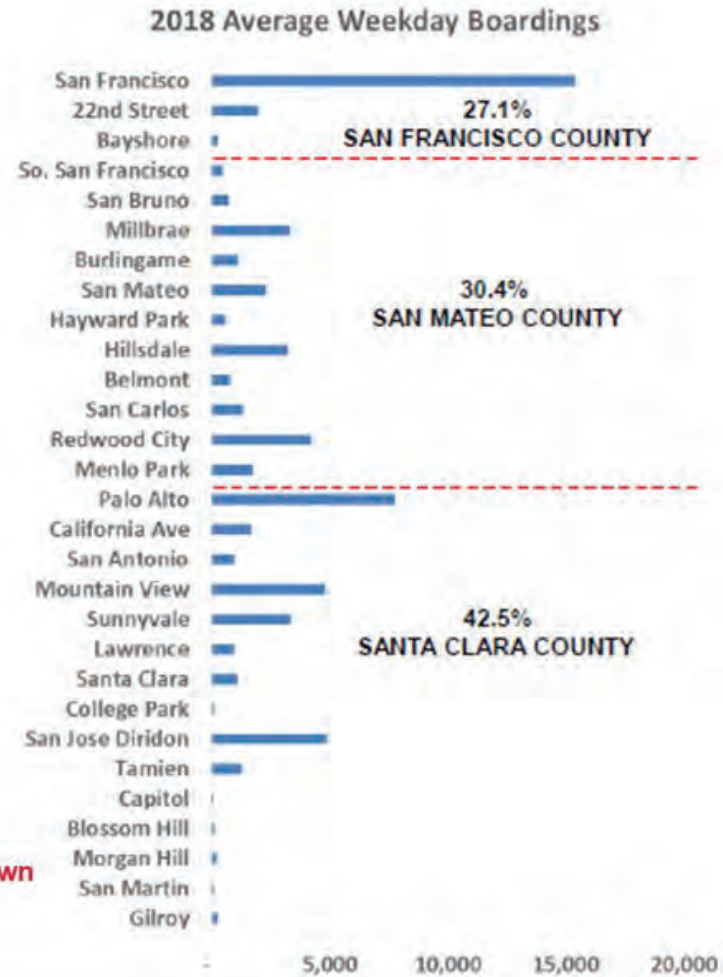 2018 Average Weekday Boardings
San Francisco
22nd Street
27.1%
Bayshore
SAN FRANCISCO COUNTY
So. San Francisco
San Bruno
Millbrae
Burlingame
San Mateo
30.4%
Hayward Park
SAN MATEO COUNTY
Hillsdale
Belmont
San Carlos
Redwood City
Menlo Park
Palo Alto
California Ave
San Antonio
Mountain View
Sunnyvale
42.5%
Lawrence
SANTA CLARA COUNTY
Santa Clara
College Park
San Jose Diridon
Tamien
Capitol
Blossom Hill
wn
Morgan Hill
San Martin
Gilroy
- 5,000 10,000 15,000 20,000